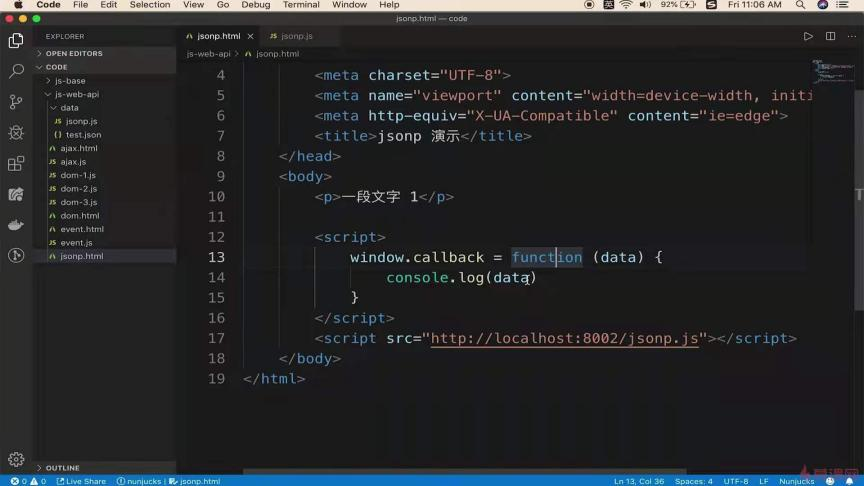 Code File Edit Selection View Go Debug Terminal Window Help 英 92% Fri 11:06 AM
jsonp.html — code
EXPLORER
OPEN EDITORS
CODE
js-base
js-web-api
data
jsonp.js
test.json
ajax.html
ajax.js
dom-1.js
dom-2.js
dom-3.js
dom.html
event.html
event.js
jsonp.html
OUTLINE
jsonp.html jsonp.js
js-web-api > jsonp.html
4 <meta charset="UTF-8">
5 <meta name="viewport" content="width=device-width, initi
6 <meta http-equiv="X-UA-Compatible" content="ie=edge">
7 <title>jsonp 演示</title>
8 </head>
9 <body>
10 <p>一段文字 1</p>
11
12 <script>
13 window.callback = function (data) {
14 console.log(data)
15 }
16 </script>
17 <script src="http://localhost:8002/jsonp.js"></script>
18 </body>
19 </html>
慕课网
0 0 Live Share nunjucks jsonp.html Ln 13, Col 36 Spaces: 4 UTF-8 LF Nunjucks